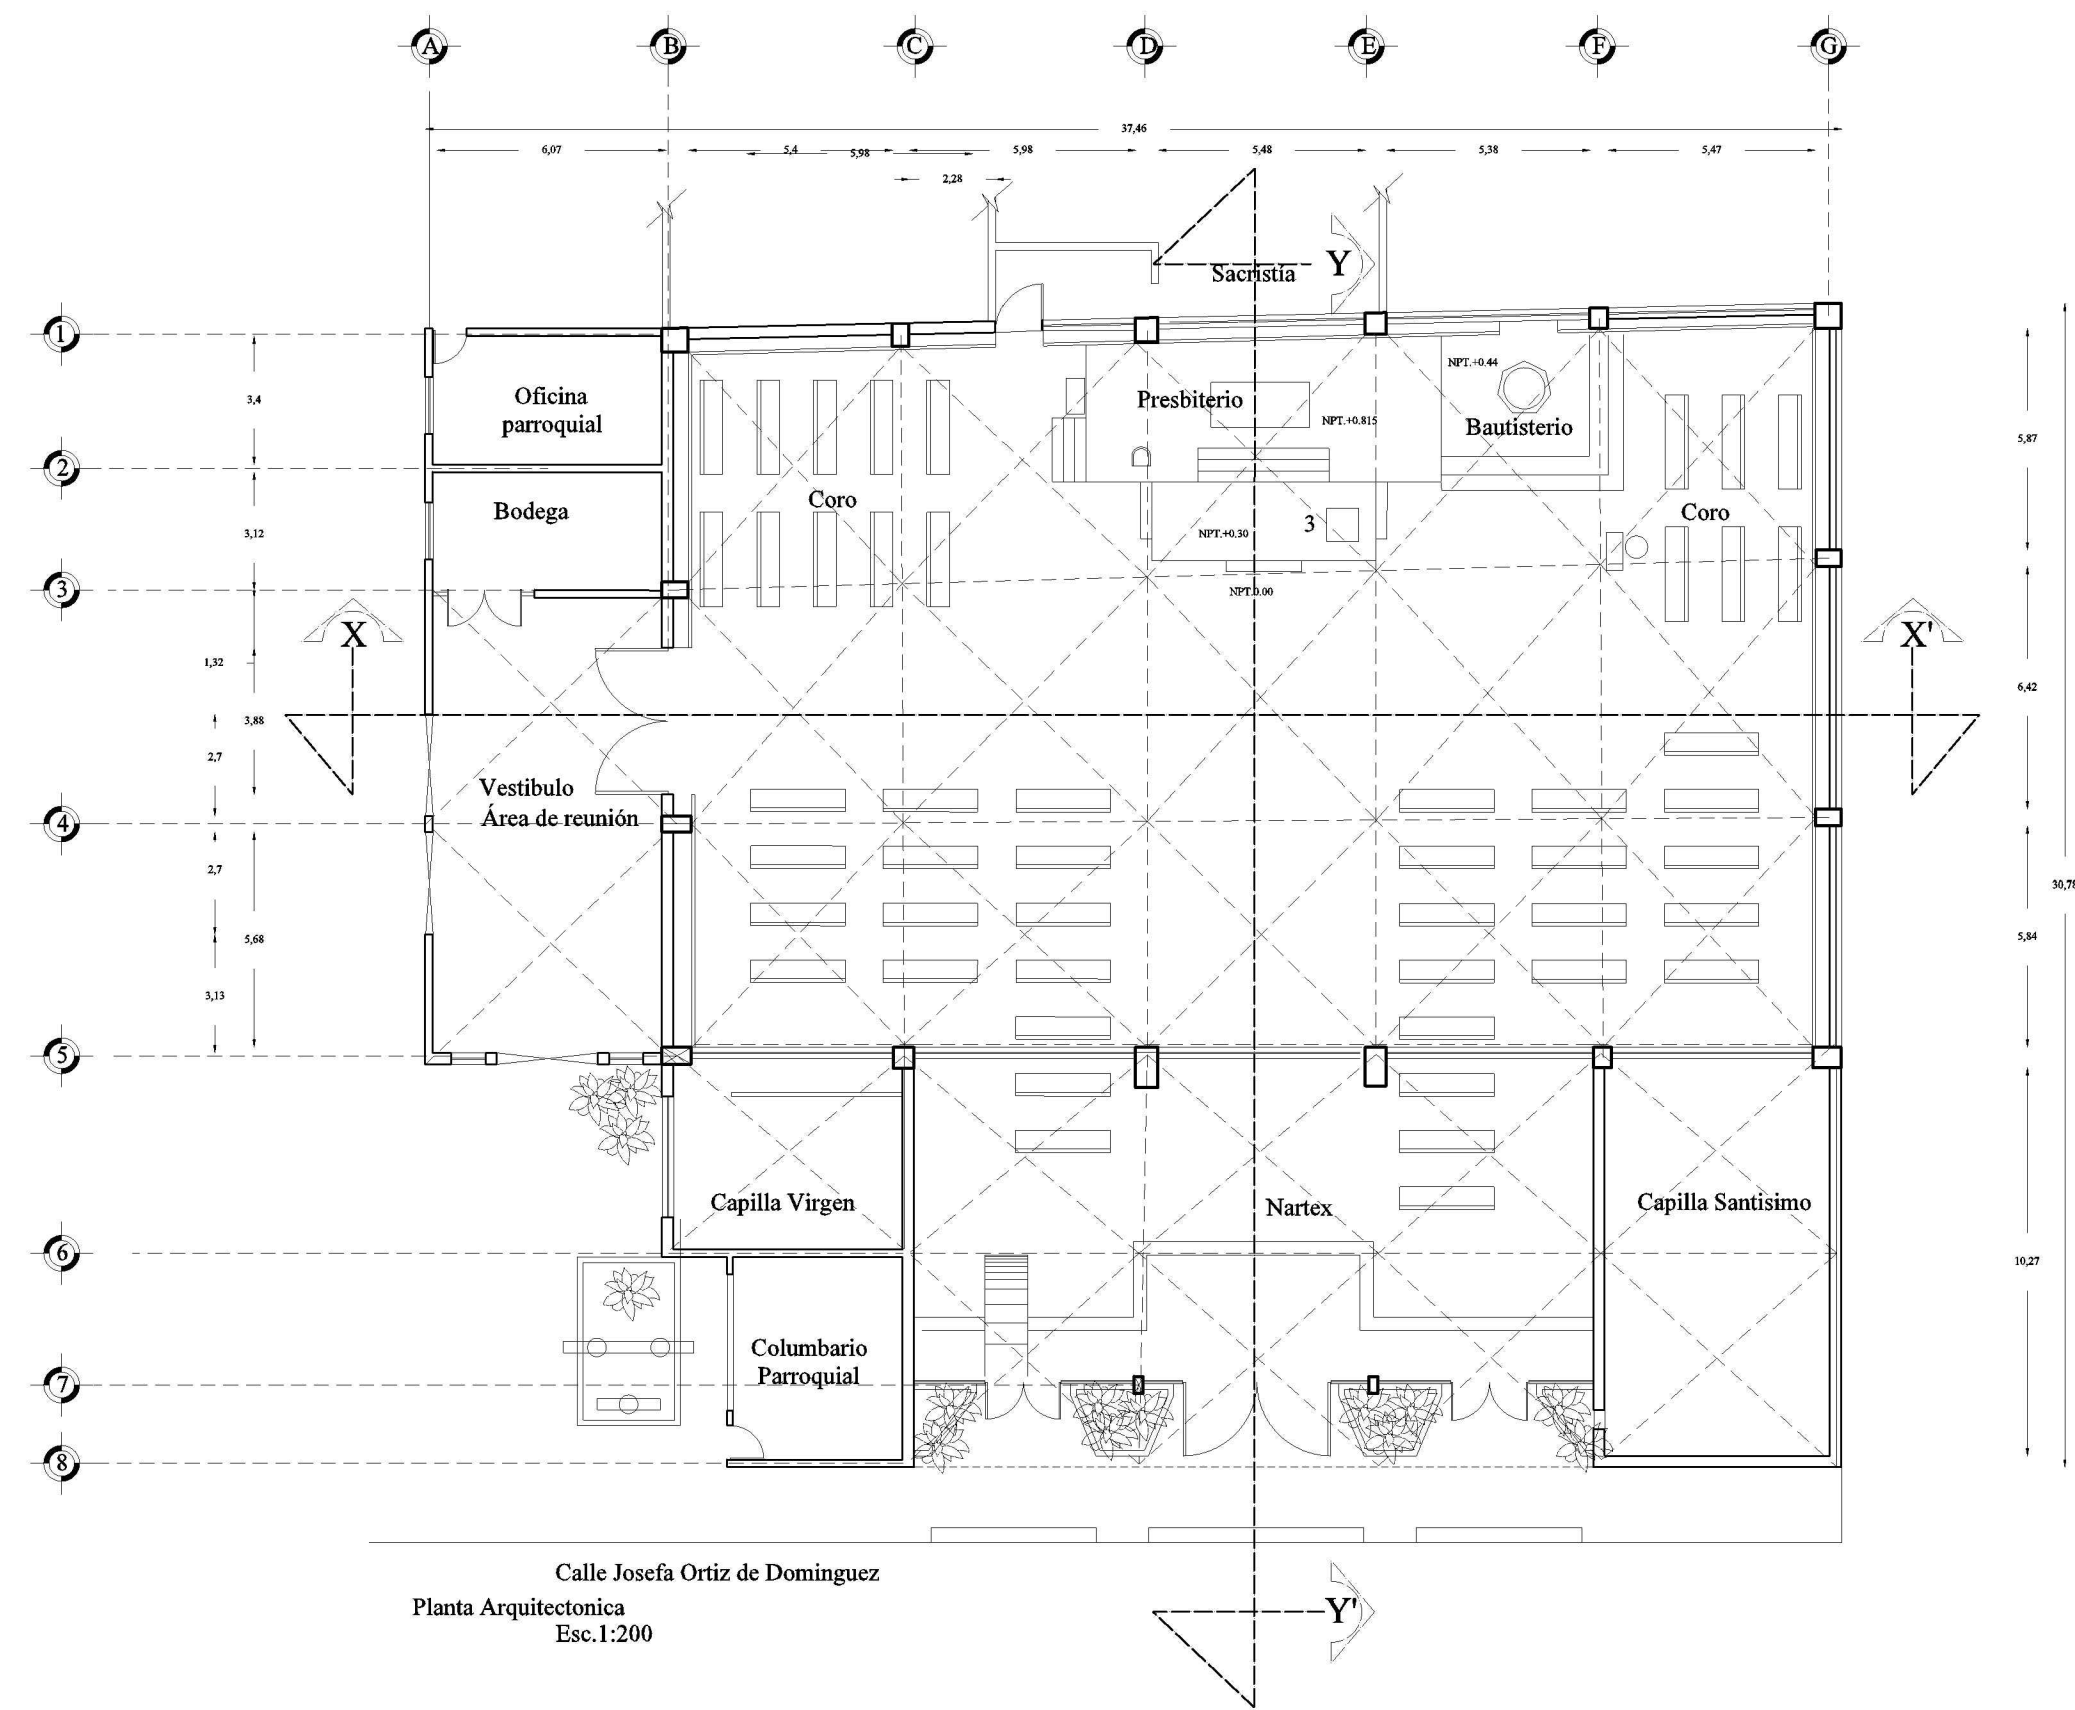 A B C D E F G
37,46
6,07 5,4 5,98 5,98 5,48 5,38 5,47
2,28
Y
Sacristía
1
Oficina
parroquial
3,4
Presbiterio
NPT.+0.44
NPT.+0.815
Bautisterio
5,87
2
Bodega
Coro
Coro
3,12
3
NPT.+0.30
NPT.0.00
3
X
X'
1,32
3,88
6,42
2,7
Vestibulo
Área de reunión
4
2,7
5,68
5,84
30,78
3,13
5
Capilla Virgen
Nartex
Capilla Santisimo
6
10,27
Columbario
Parroquial
7
8
Calle Josefa Ortiz de Dominguez
Planta Arquitectonica
Esc.1:200
Y'